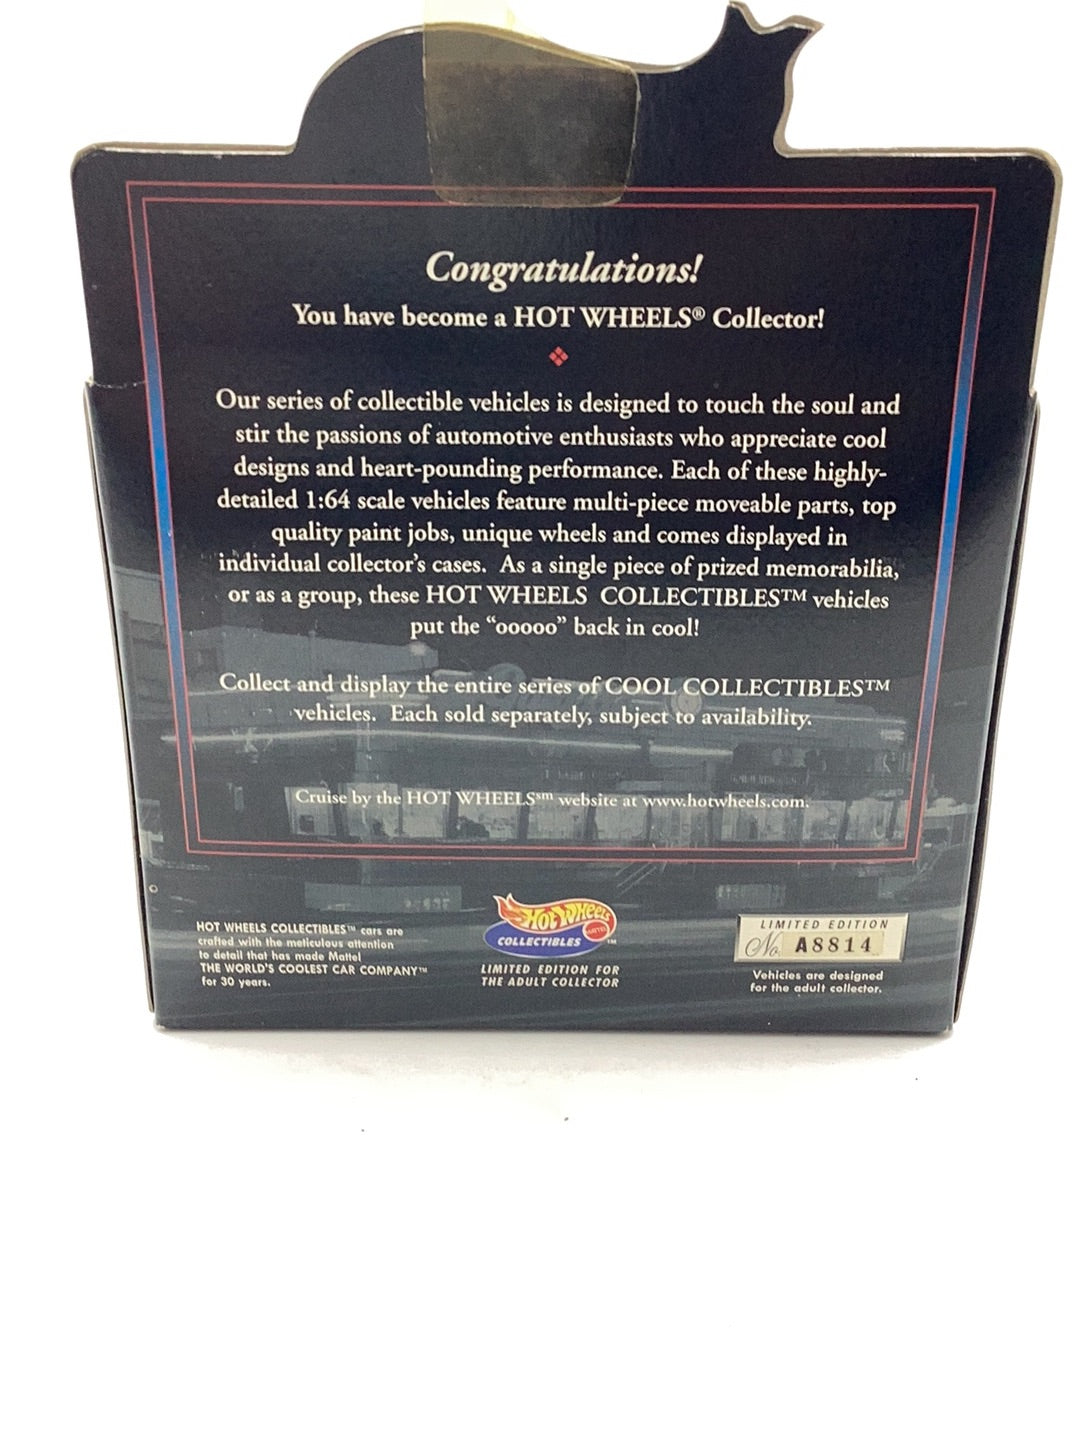 Congratulations!
You have become a HOT WHEELS® Collector!
Our series of collectible vehicles is designed to touch the soul and
stir the passions of automotive enthusiasts who appreciate cool
designs and heart-pounding performance. Each of these highly-
detailed 1:64 scale vehicles feature multi-piece moveable parts, top
quality paint jobs, unique wheels and comes displayed in
individual collector's cases. As a single piece of prized memorabilia,
or as a group, these HOT WHEELS COLLECTIBLES™ vehicles
put the “ooooo” back in cool!
Collect and display the entire series of COOL COLLECTIBLES™
vehicles. Each sold separately, subject to availability.
Cruise by the HOT WHEELS℠ website at www.hotwheels.com.
HOT WHEELS COLLECTIBLES™ cars are
crafted with the meticulous attention
to detail that has made Mattel
THE WORLD'S COOLEST CAR COMPANY™
for 30 years.
Hot Wheels
MATTEL
COLLECTIBLES ™
LIMITED EDITION FOR
THE ADULT COLLECTOR
LIMITED EDITION
No. A8814
Vehicles are designed
for the adult collector.